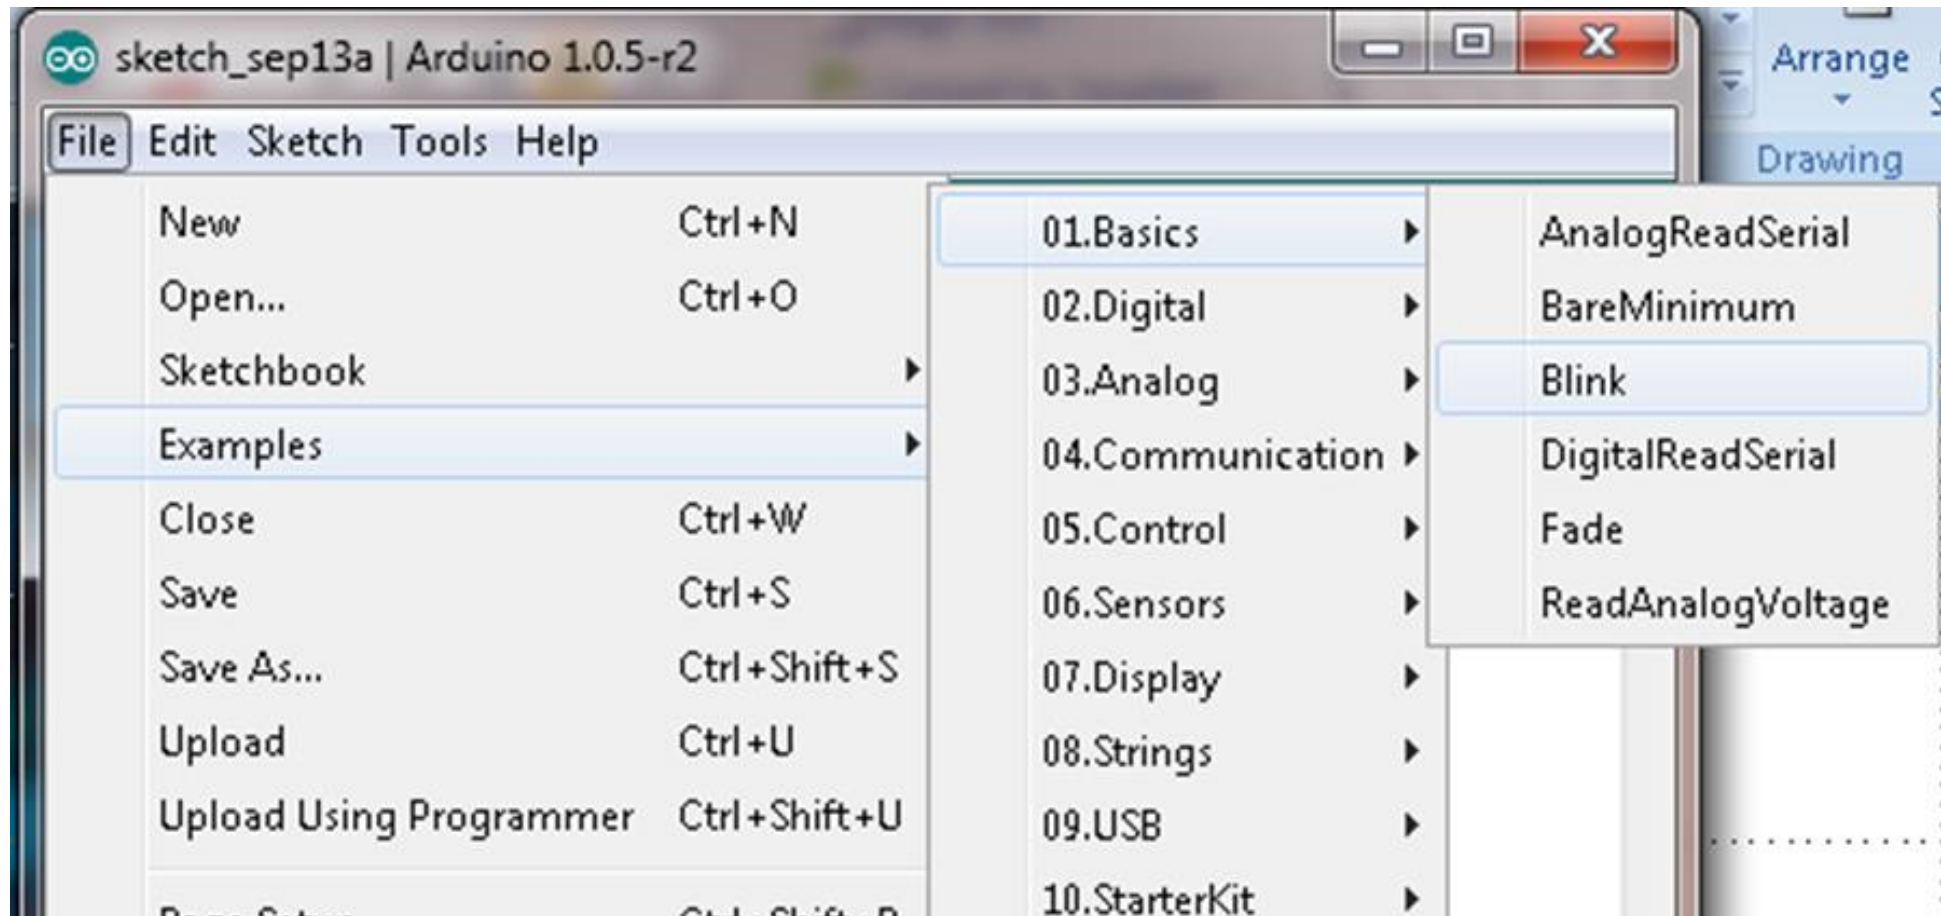 sketch_sep13a | Arduino 1.0.5-r2
File Edit Sketch Tools Help
New Ctrl+N
Open... Ctrl+O
Sketchbook
Examples
Close Ctrl+W
Save Ctrl+S
Save As... Ctrl+Shift+S
Upload Ctrl+U
Upload Using Programmer Ctrl+Shift+U
01.Basics
02.Digital
03.Analog
04.Communication
05.Control
06.Sensors
07.Display
08.Strings
09.USB
10.StarterKit
AnalogReadSerial
BareMinimum
Blink
DigitalReadSerial
Fade
ReadAnalogVoltage
Arrange
Drawing